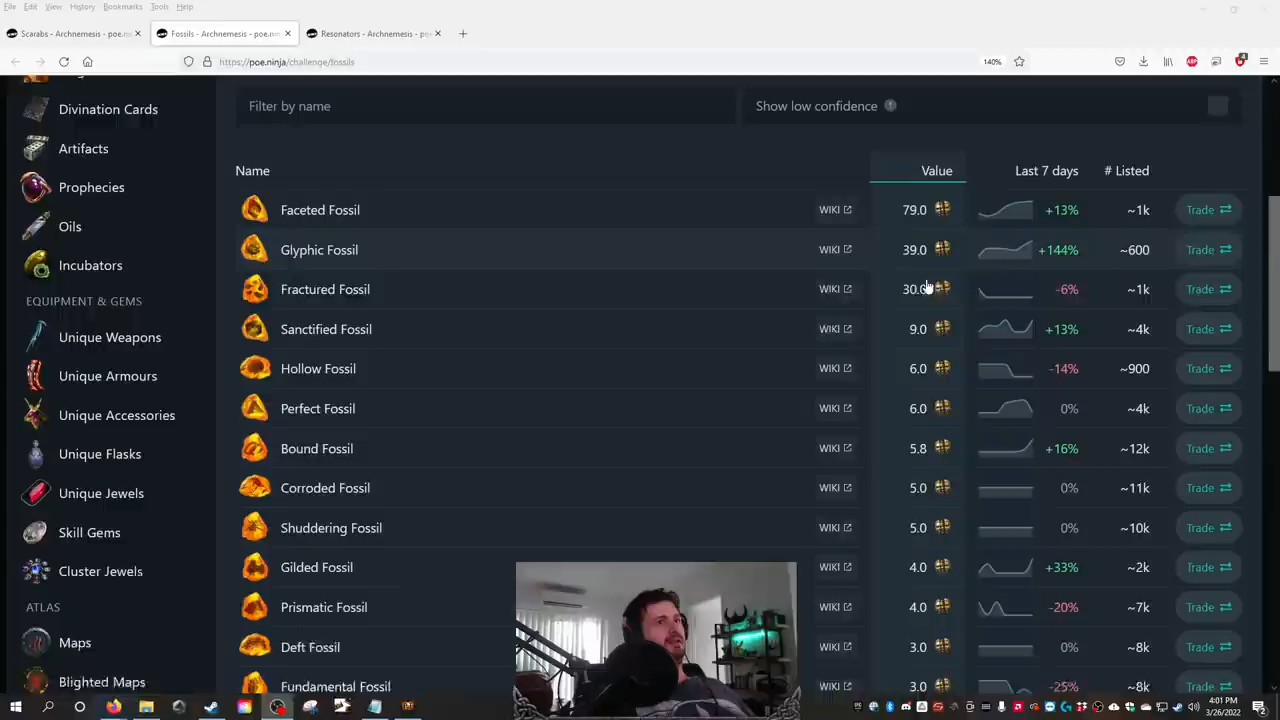 File Edit View History Bookmarks Tools Help
Scarabs - Archnemesis - poe.n
Fossils - Archnemesis - poe.nin
Resonators - Archnemesis - poe
https://poe.ninja/challenge/fossils
140%
Divination Cards
Artifacts
Prophecies
Oils
Incubators
EQUIPMENT & GEMS
Unique Weapons
Unique Armours
Unique Accessories
Unique Flasks
Unique Jewels
Skill Gems
Cluster Jewels
ATLAS
Maps
Blighted Maps
Filter by name
Show low confidence
Name Value Last 7 days # Listed
Faceted Fossil WIKI 79.0 +13% ~1k Trade
Glyphic Fossil WIKI 39.0 +144% ~600 Trade
Fractured Fossil WIKI 30.0 -6% ~1k Trade
Sanctified Fossil WIKI 9.0 +13% ~4k Trade
Hollow Fossil WIKI 6.0 -14% ~900 Trade
Perfect Fossil WIKI 6.0 0% ~4k Trade
Bound Fossil WIKI 5.8 +16% ~12k Trade
Corroded Fossil WIKI 5.0 0% ~11k Trade
Shuddering Fossil WIKI 5.0 0% ~10k Trade
Gilded Fossil WIKI 4.0 +33% ~2k Trade
Prismatic Fossil WIKI 4.0 -20% ~7k Trade
Deft Fossil WIKI 3.0 0% ~8k Trade
Fundamental Fossil WIKI 3.0 -25% ~8k Trade
4:01 PM
3/26/2022